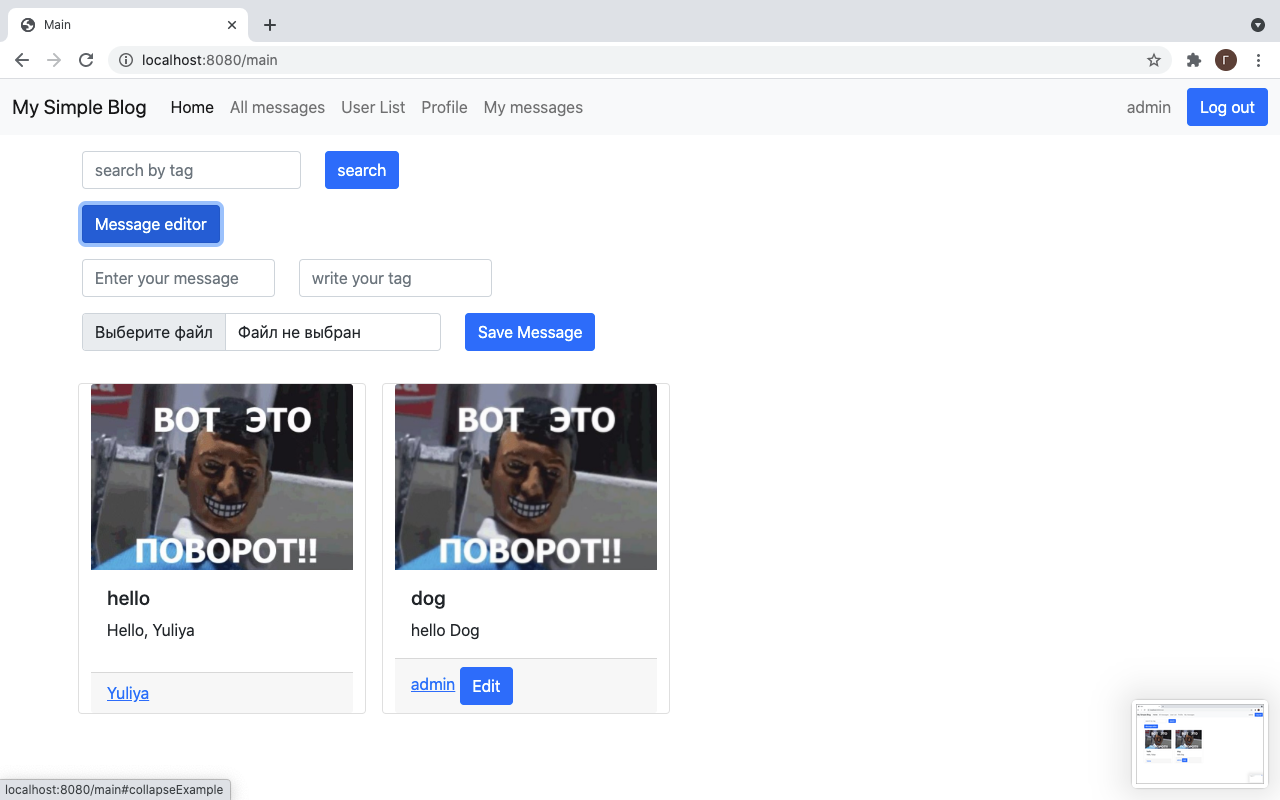 Main
localhost:8080/main
Г
My Simple Blog Home All messages User List Profile My messages admin Log out
search by tag search
Message editor
Enter your message write your tag
Выберите файл Файл не выбран Save Message
ВОТ ЭТО
ПОВОРОТ!!
hello
Hello, Yuliya
Yuliya
ВОТ ЭТО
ПОВОРОТ!!
dog
hello Dog
admin Edit
localhost:8080/main#collapseExample